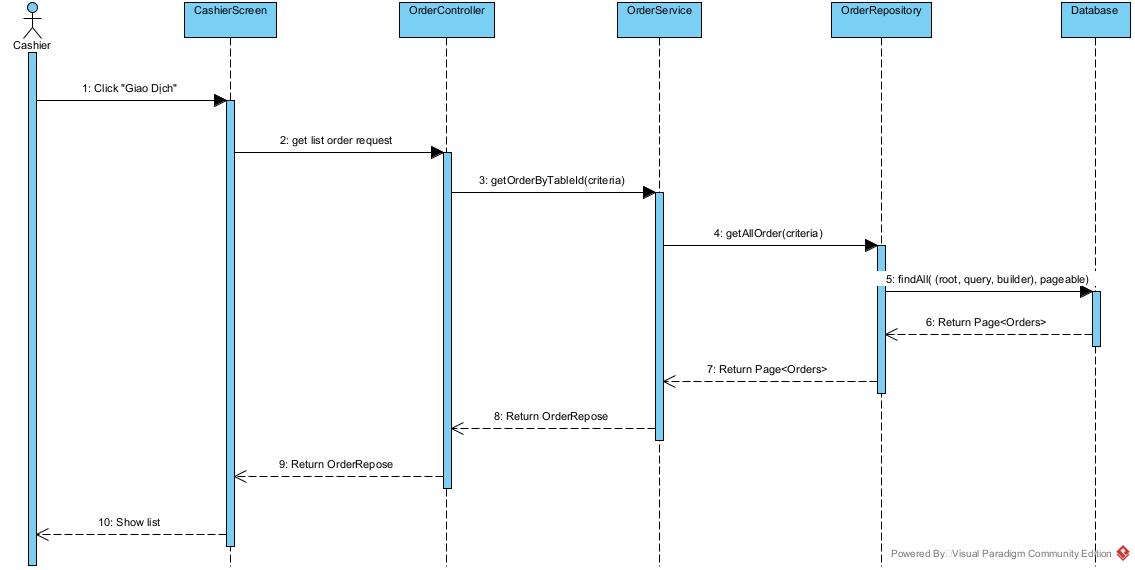 CashierScreen
OrderController
OrderService
OrderRepository
Database
Cashier
1: Click "Giao Dịch"
2: get list order request
3: getOrderByTableId(criteria)
4: getAllOrder(criteria)
5: findAll( (root, query, builder), pageable)
6: Return Page<Orders>
7: Return Page<Orders>
8: Return OrderRepose
9: Return OrderRepose
10: Show list
Powered By Visual Paradigm Community Edition